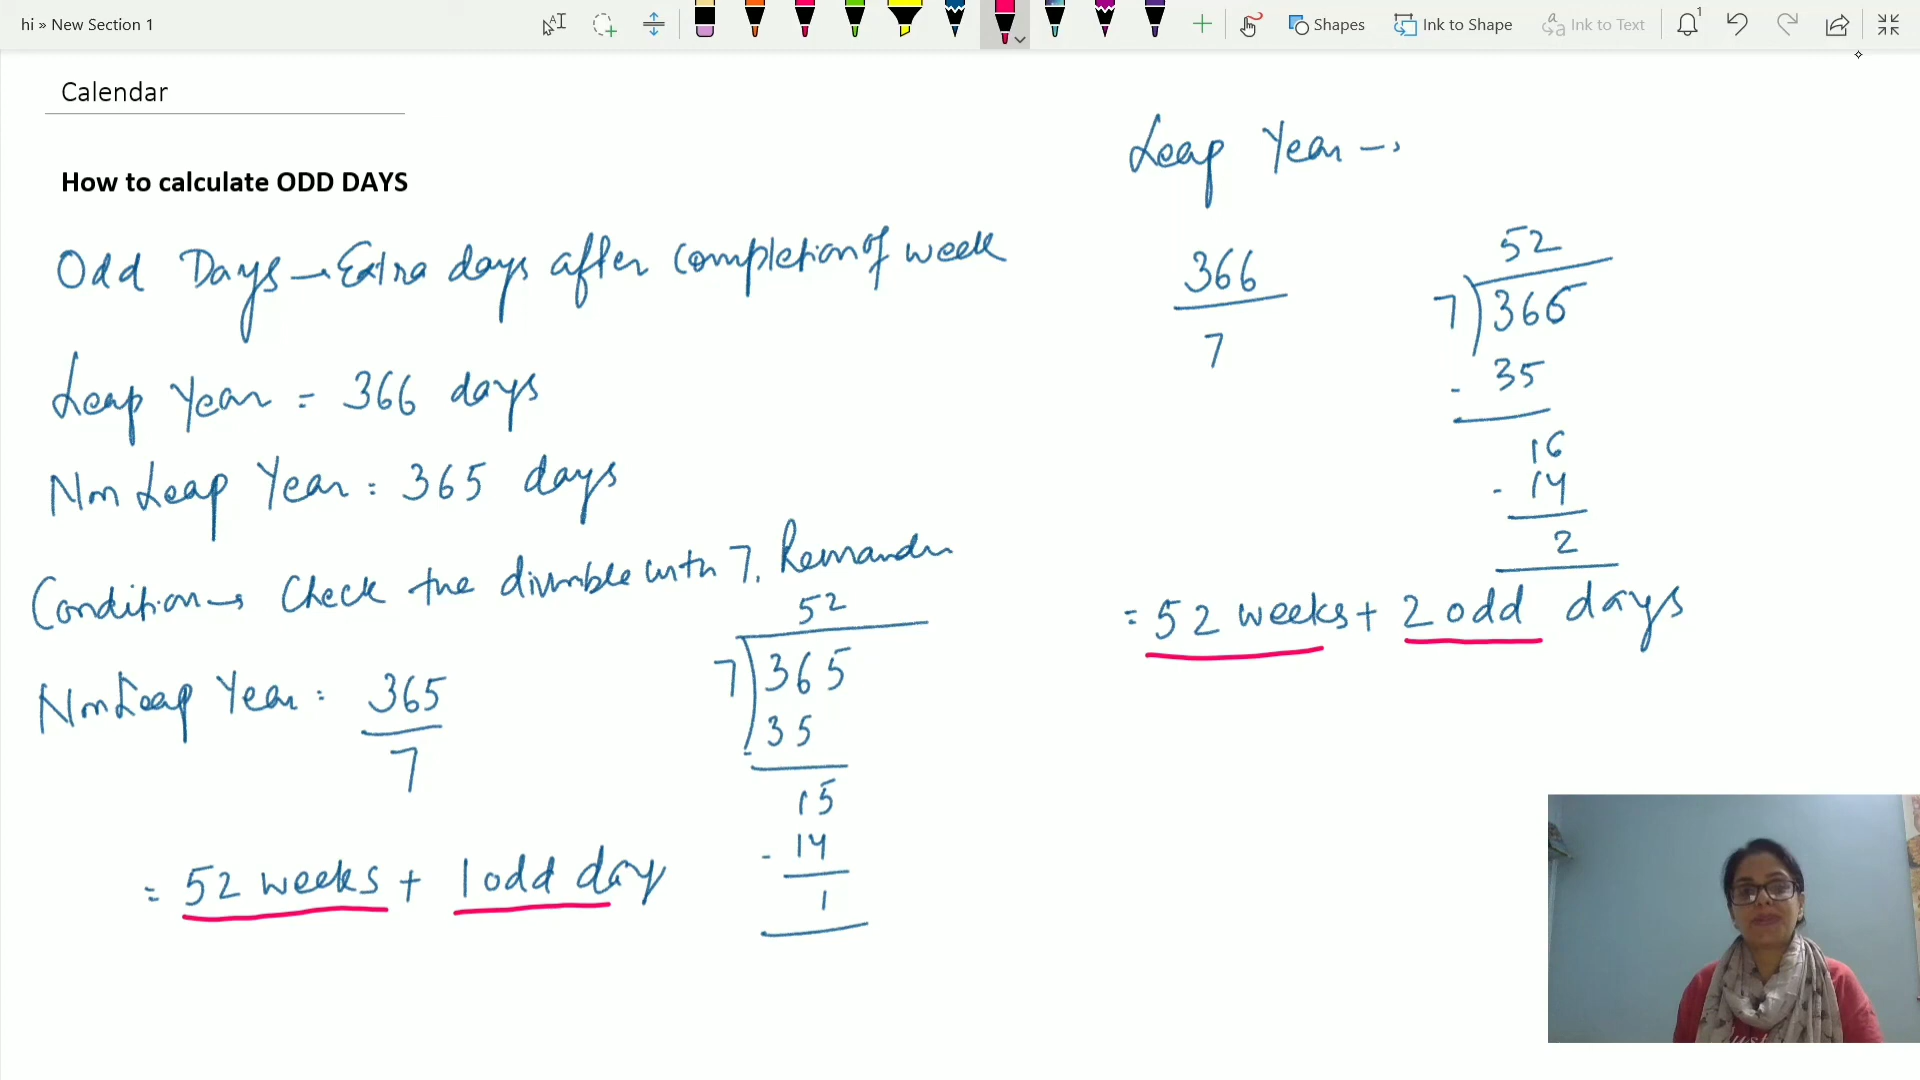 hi » New Section 1
Shapes
Ink to Shape
Ink to Text
1
Calendar
How to calculate ODD DAYS
Odd Days → Extra days after completion of week
Leap Year = 366 days
Non Leap Year = 365 days
Condition → Check the divisible with 7. Remainder
Non Leap Year = 365
7
52
7)365
35
15
- 14
1
= 52 weeks + 1 odd day
Leap Year →
366
7
52
7)366
- 35
16
- 14
2
= 52 weeks + 2 odd days